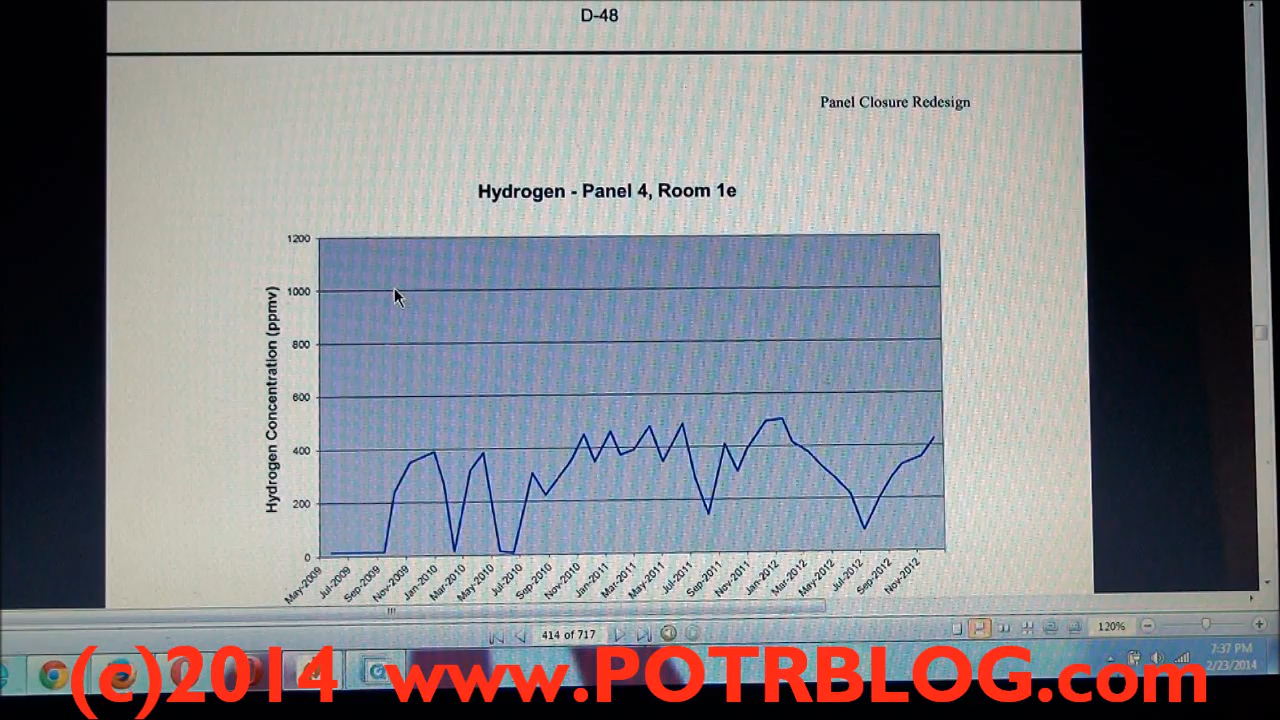 D-48
Panel Closure Redesign
Hydrogen - Panel 4, Room 1e
Hydrogen Concentration (ppmv)
1200
1000
800
600
400
200
0
May-2009
Jul-2009
Sep-2009
Nov-2009
Jan-2010
Mar-2010
May-2010
Jul-2010
Sep-2010
Nov-2010
Jan-2011
Mar-2011
May-2011
Jul-2011
Sep-2011
Nov-2011
Jan-2012
Mar-2012
May-2012
Jul-2012
Sep-2012
Nov-2012
414 of 717
120%
7:37 PM
2/23/2014
(c)2014 www.POTRBLOG.com